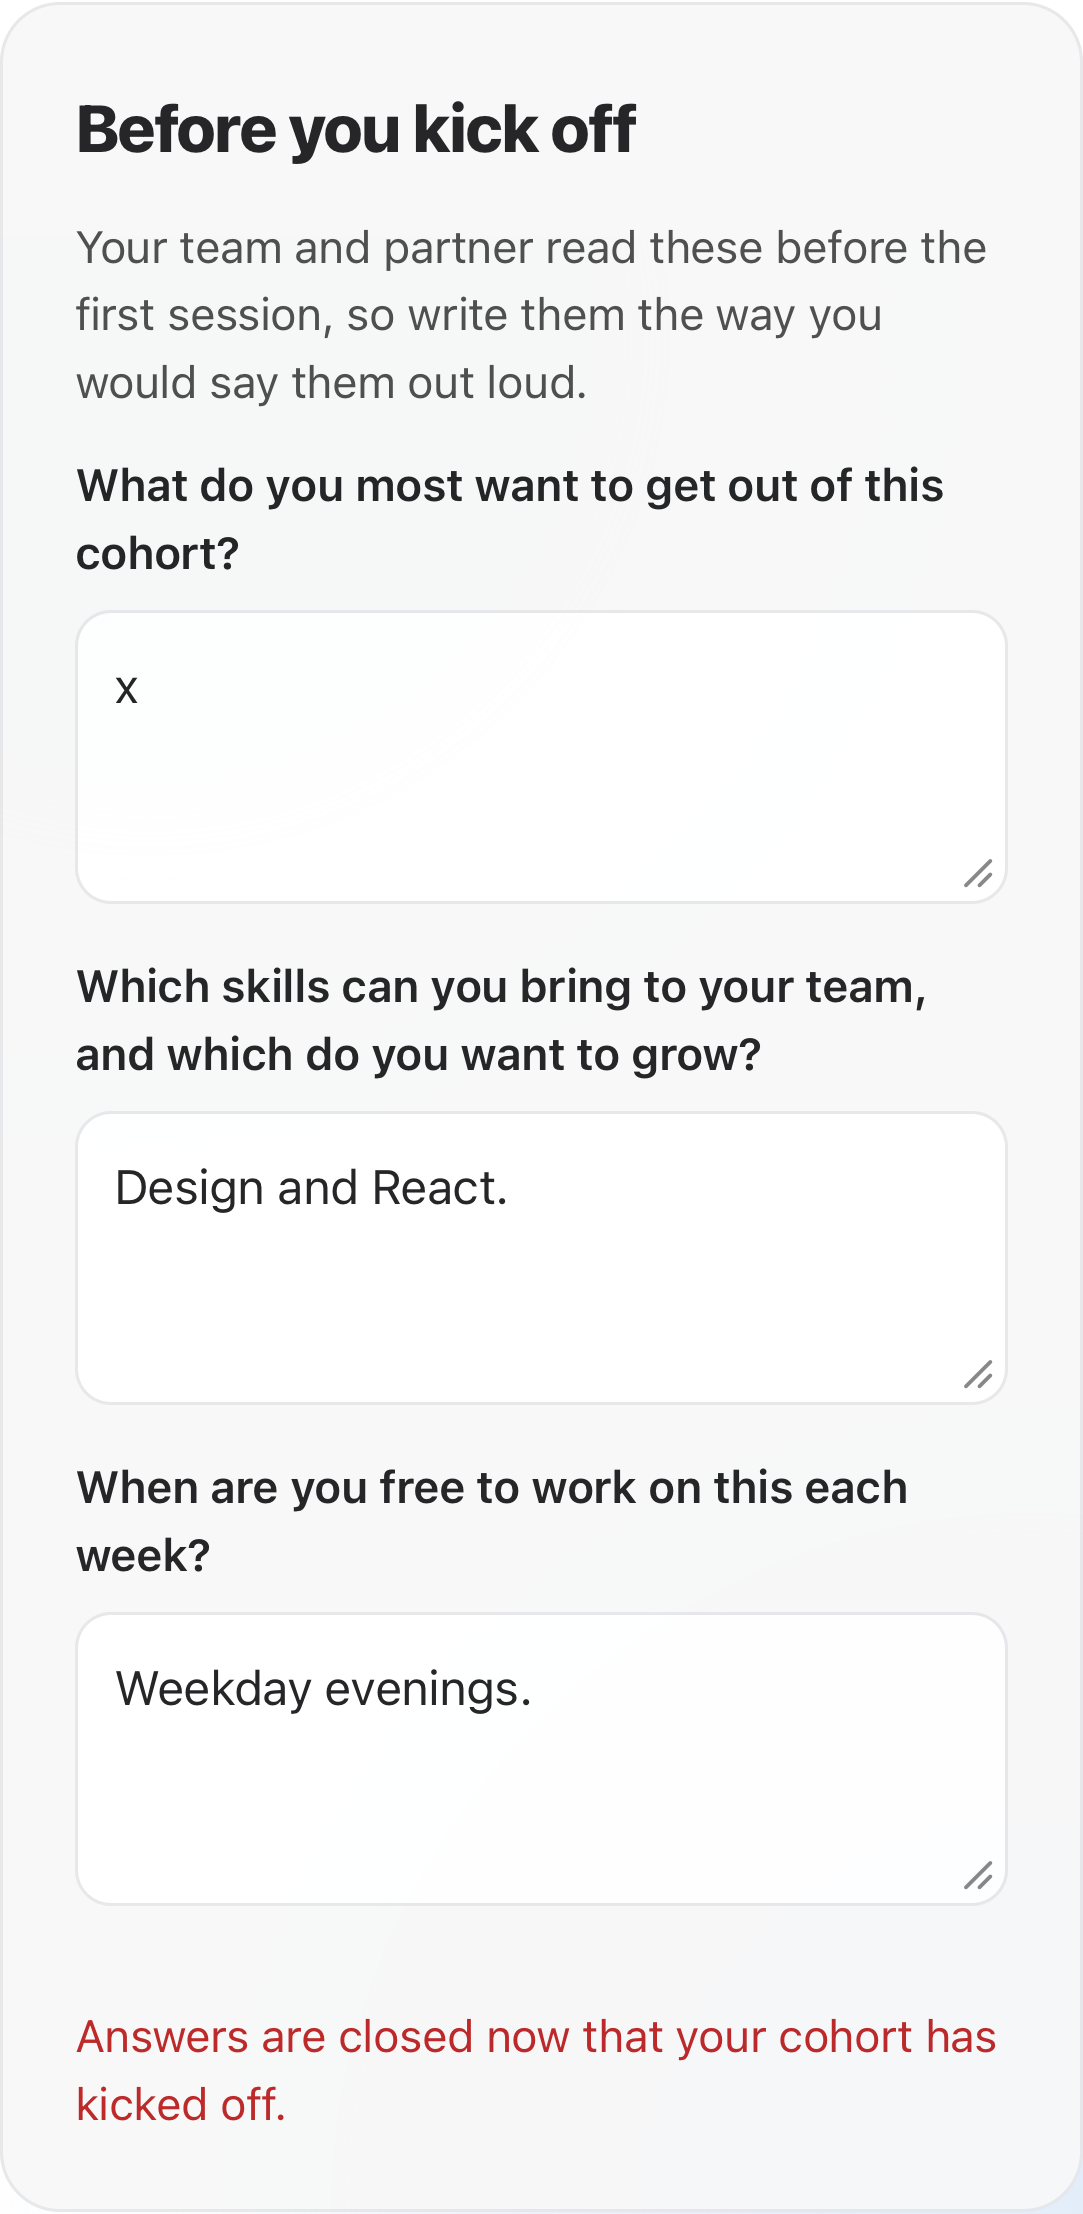 Before you kick off
Your team and partner read these before the
first session, so write them the way you
would say them out loud.
What do you most want to get out of this
cohort?
x
Which skills can you bring to your team,
and which do you want to grow?
Design and React.
When are you free to work on this each
week?
Weekday evenings.
Answers are closed now that your cohort has
kicked off.